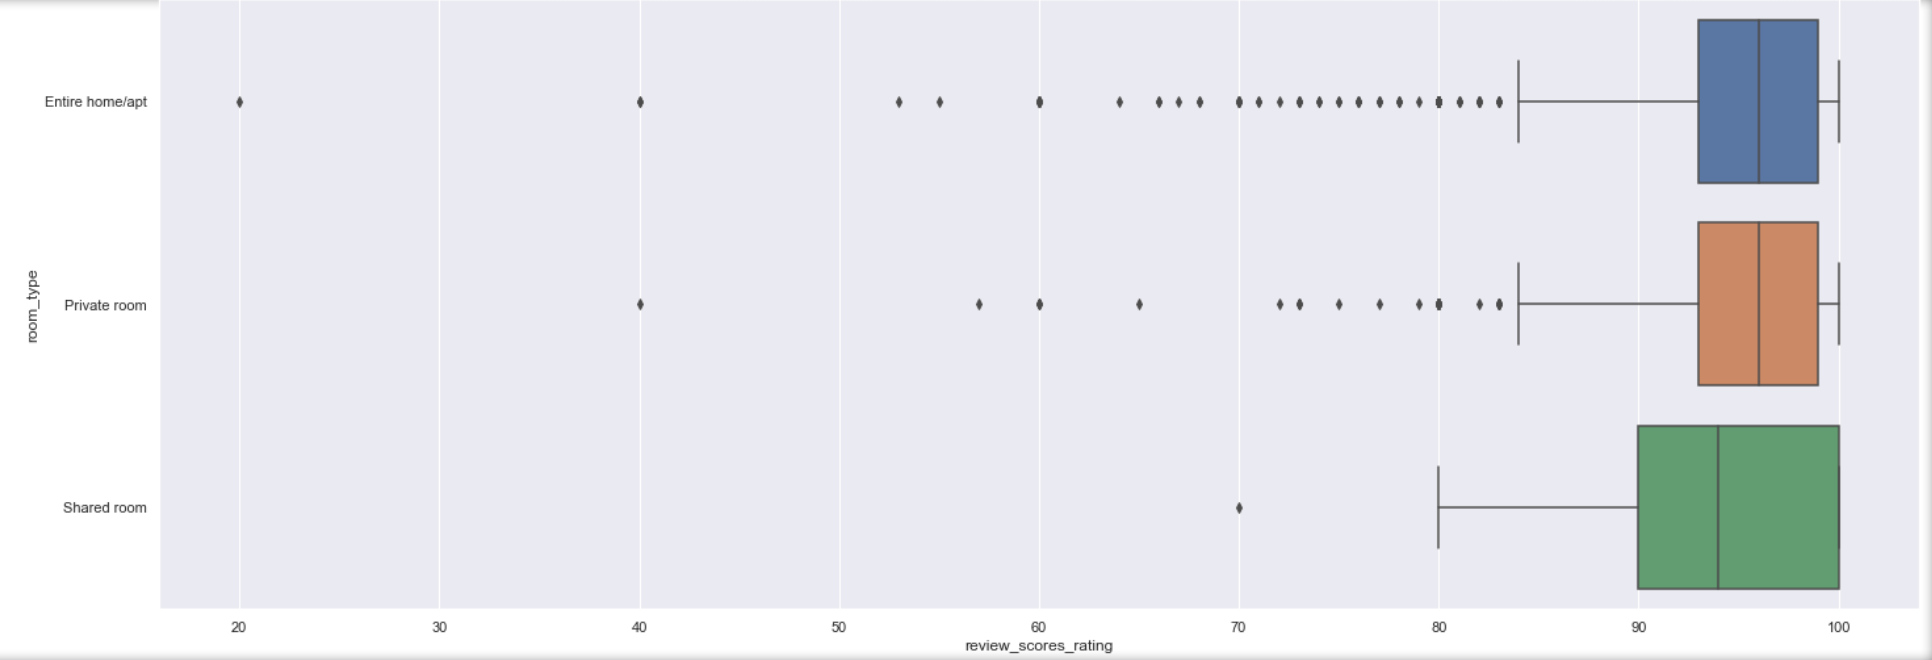 room_type
Entire home/apt
Private room
Shared room
20 30 40 50 60 70 80 90 100
review_scores_rating